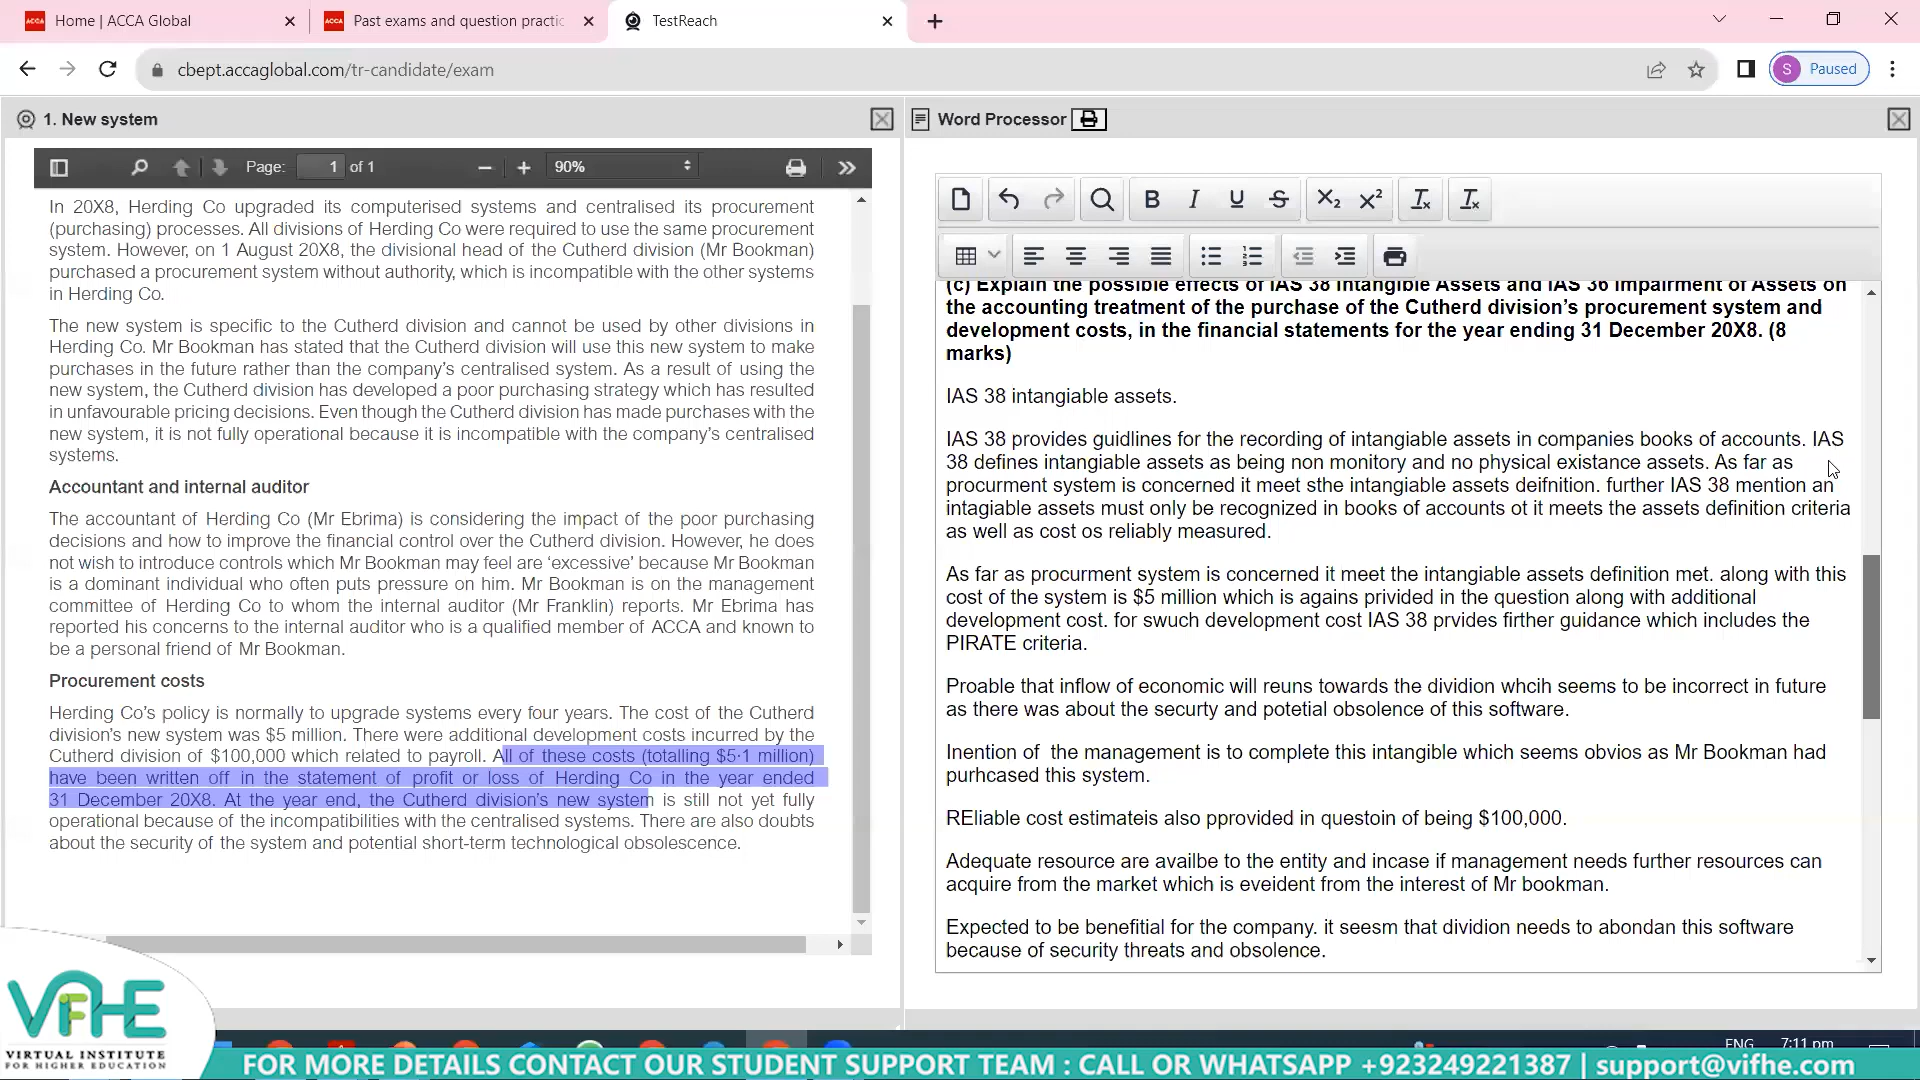 Home | ACCA Global
Past exams and question practic
TestReach
cbept.accaglobal.com/tr-candidate/exam
S Paused
1. New system
Word Processor
Page: 1 of 1
90%
In 20X8, Herding Co upgraded its computerised systems and centralised its procurement
(purchasing) processes. All divisions of Herding Co were required to use the same procurement
system. However, on 1 August 20X8, the divisional head of the Cutherd division (Mr Bookman)
purchased a procurement system without authority, which is incompatible with the other systems
in Herding Co.
The new system is specific to the Cutherd division and cannot be used by other divisions in
Herding Co. Mr Bookman has stated that the Cutherd division will use this new system to make
purchases in the future rather than the company's centralised system. As a result of using the
new system, the Cutherd division has developed a poor purchasing strategy which has resulted
in unfavourable pricing decisions. Even though the Cutherd division has made purchases with the
new system, it is not fully operational because it is incompatible with the company's centralised
systems.
Accountant and internal auditor
The accountant of Herding Co (Mr Ebrima) is considering the impact of the poor purchasing
decisions and how to improve the financial control over the Cutherd division. However, he does
not wish to introduce controls which Mr Bookman may feel are 'excessive' because Mr Bookman
is a dominant individual who often puts pressure on him. Mr Bookman is on the management
committee of Herding Co to whom the internal auditor (Mr Franklin) reports. Mr Ebrima has
reported his concerns to the internal auditor who is a qualified member of ACCA and known to
be a personal friend of Mr Bookman.
Procurement costs
Herding Co's policy is normally to upgrade systems every four years. The cost of the Cutherd
division's new system was $5 million. There were additional development costs incurred by the
Cutherd division of $100,000 which related to payroll. All of these costs (totalling $5·1 million)
have been written off in the statement of profit or loss of Herding Co in the year ended
31 December 20X8. At the year end, the Cutherd division's new system is still not yet fully
operational because of the incompatibilities with the centralised systems. There are also doubts
about the security of the system and potential short-term technological obsolescence.
(c) Explain the possible effects of IAS 38 Intangible Assets and IAS 36 Impairment of Assets on
the accounting treatment of the purchase of the Cutherd division's procurement system and
development costs, in the financial statements for the year ending 31 December 20X8. (8
marks)
IAS 38 intangiable assets.
IAS 38 provides guidlines for the recording of intangiable assets in companies books of accounts. IAS
38 defines intangiable assets as being non monitory and no physical existance assets. As far as
procurment system is concerned it meet sthe intangiable assets deifnition. further IAS 38 mention an
intagiable assets must only be recognized in books of accounts ot it meets the assets definition criteria
as well as cost os reliably measured.
As far as procurment system is concerned it meet the intangiable assets definition met. along with this
cost of the system is $5 million which is agains privided in the question along with additional
development cost. for swuch development cost IAS 38 prvides firther guidance which includes the
PIRATE criteria.
Proable that inflow of economic will reuns towards the dividion whcih seems to be incorrect in future
as there was about the securty and potetial obsolence of this software.
Inention of  the management is to complete this intangible which seems obvios as Mr Bookman had
purhcased this system.
REliable cost estimateis also pprovided in questoin of being $100,000.
Adequate resource are availbe to the entity and incase if management needs further resources can
acquire from the market which is eveident from the interest of Mr bookman.
Expected to be benefitial for the company. it seesm that dividion needs to abondan this software
because of security threats and obsolence.
VIFHE
VIRTUAL INSTITUTE
FOR HIGHER EDUCATION
ENG
7:11 pm
FOR MORE DETAILS CONTACT OUR STUDENT SUPPORT TEAM : CALL OR WHATSAPP +923249221387 | support@vifhe.com